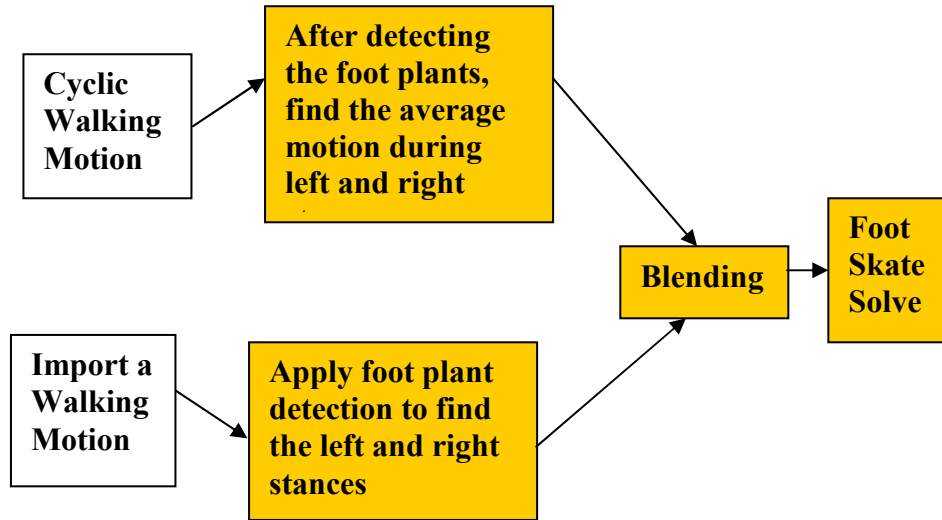 Cyclic
Walking
Motion
After detecting
the foot plants,
find the average
motion during
left and right
Blending
Foot
Skate
Solve
Import a
Walking
Motion
Apply foot plant
detection to find
the left and right
stances